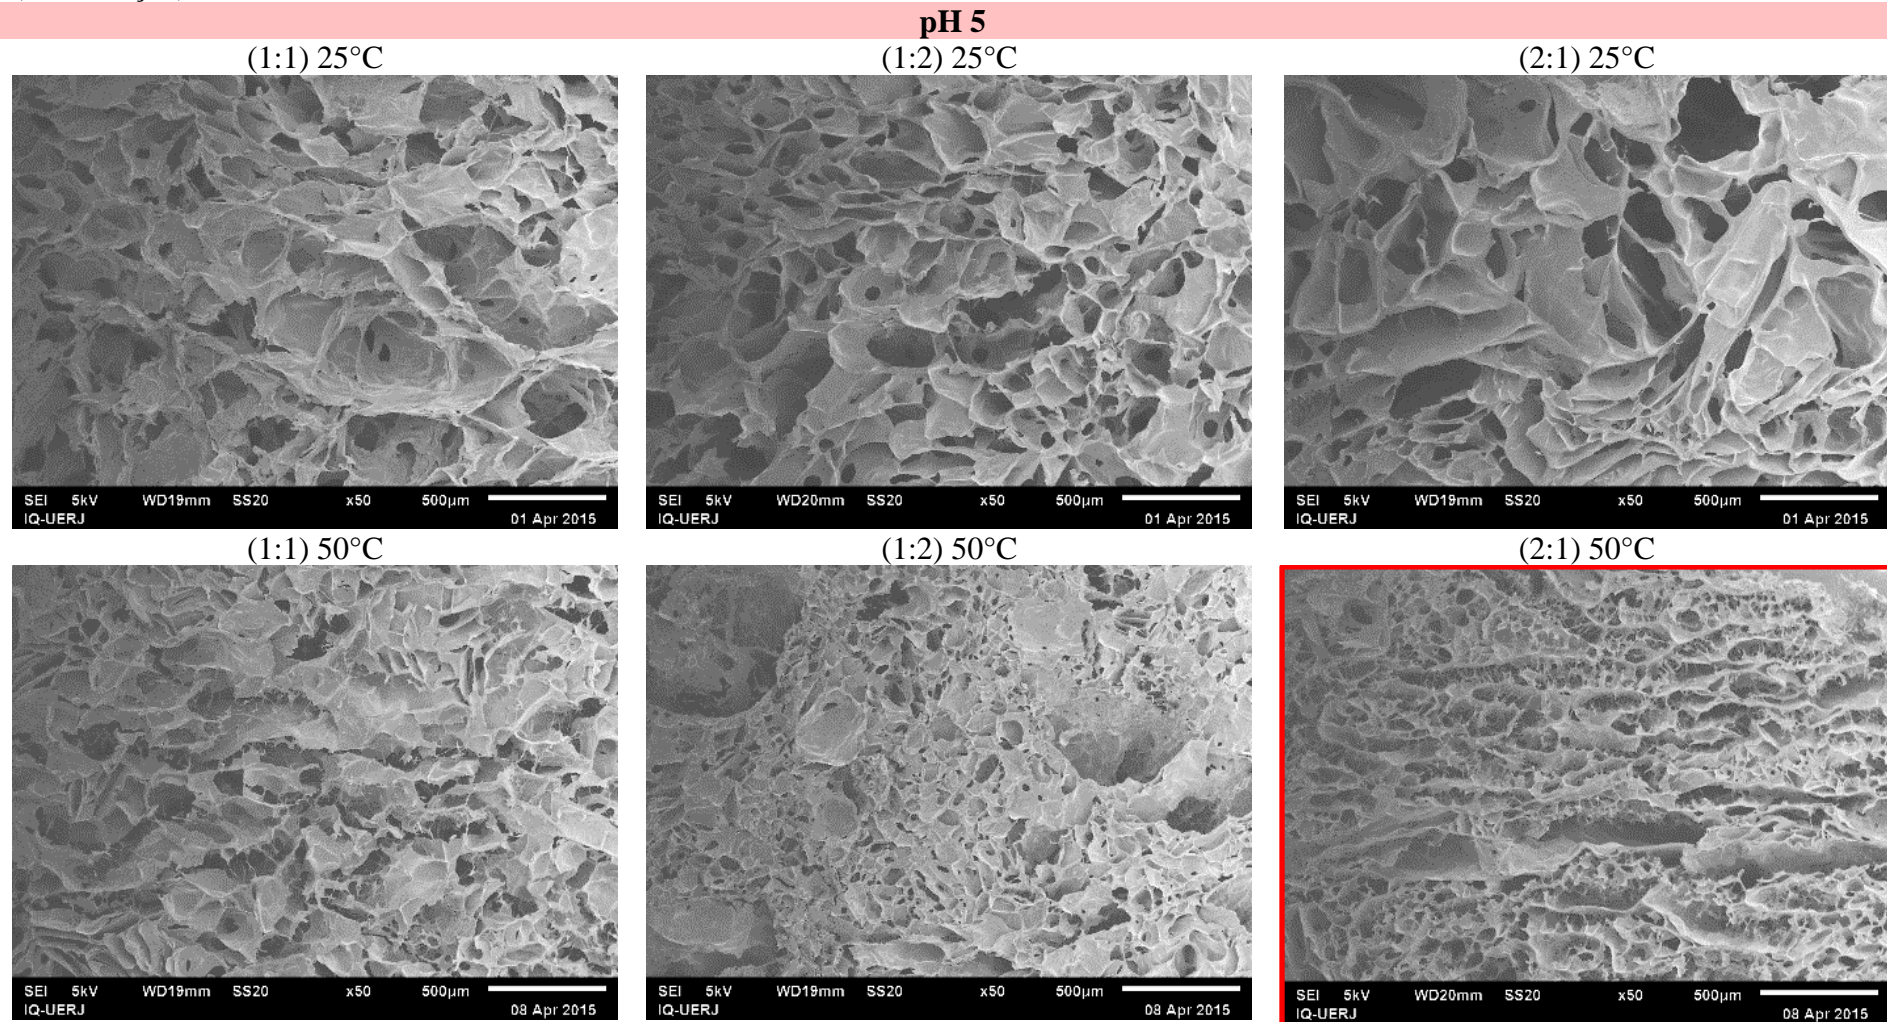 pH 5
(1:1) 25°C
(1:2) 25°C
(2:1) 25°C
SEI 5kV WD19mm SS20 x50 500µm
IQ-UERJ 01 Apr 2015
SEI 5kV WD20mm SS20 x50 500µm
IQ-UERJ 01 Apr 2015
SEI 5kV WD19mm SS20 x50 500µm
IQ-UERJ 01 Apr 2015
(1:1) 50°C
(1:2) 50°C
(2:1) 50°C
SEI 5kV WD19mm SS20 x50 500µm
IQ-UERJ 08 Apr 2015
SEI 5kV WD19mm SS20 x50 500µm
IQ-UERJ 08 Apr 2015
SEI 5kV WD20mm SS20 x50 500µm
IQ-UERJ 08 Apr 2015